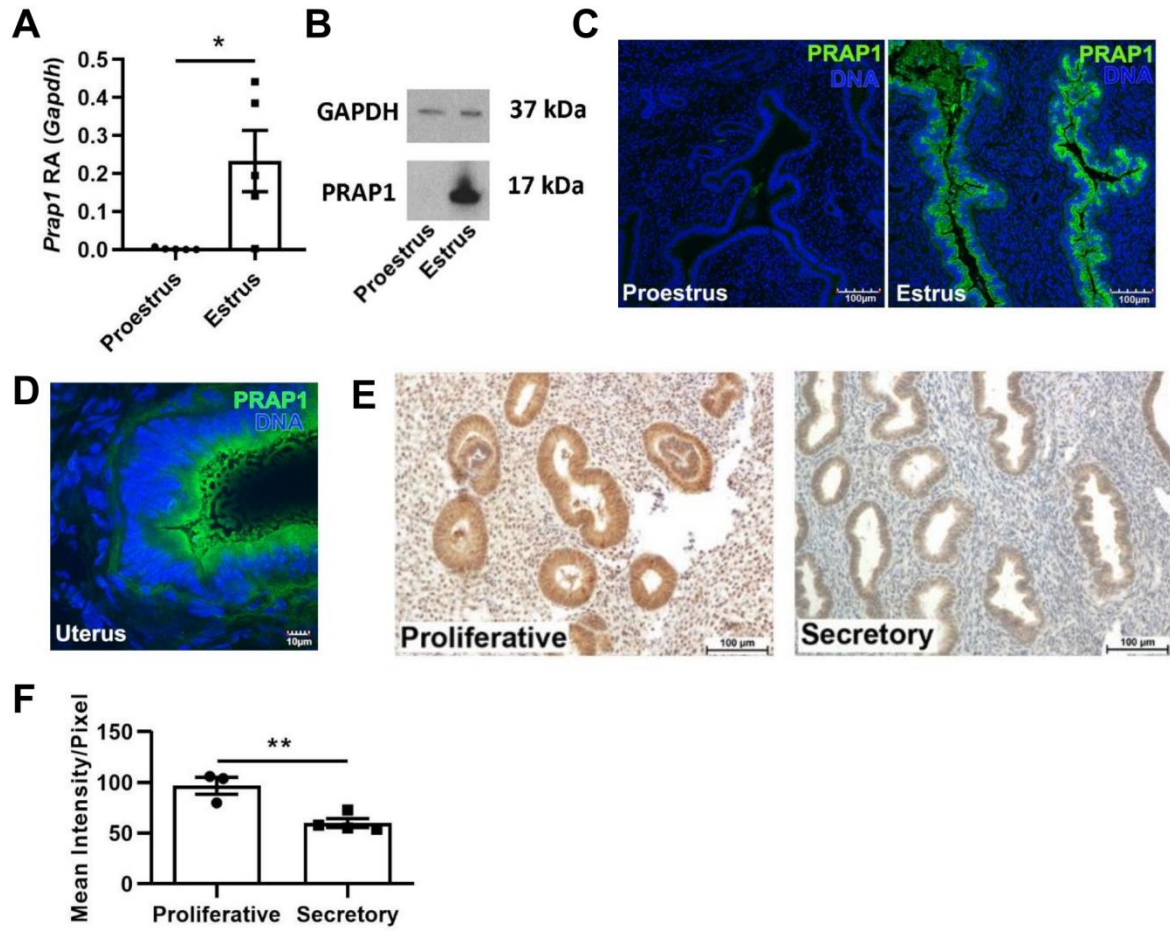 A
*
Prap1 RA (Gapdh)
0.5
0.4
0.3
0.2
0.1
0.0
Proestrus
Estrus
B
GAPDH
37 kDa
PRAP1
17 kDa
Proestrus
Estrus
C
PRAP1
DNA
Proestrus
100µm
PRAP1
DNA
Estrus
100µm
D
PRAP1
DNA
Uterus
10µm
E
Proliferative
100 µm
Secretory
100 µm
F
**
Mean Intensity/Pixel
150
100
50
0
Proliferative
Secretory